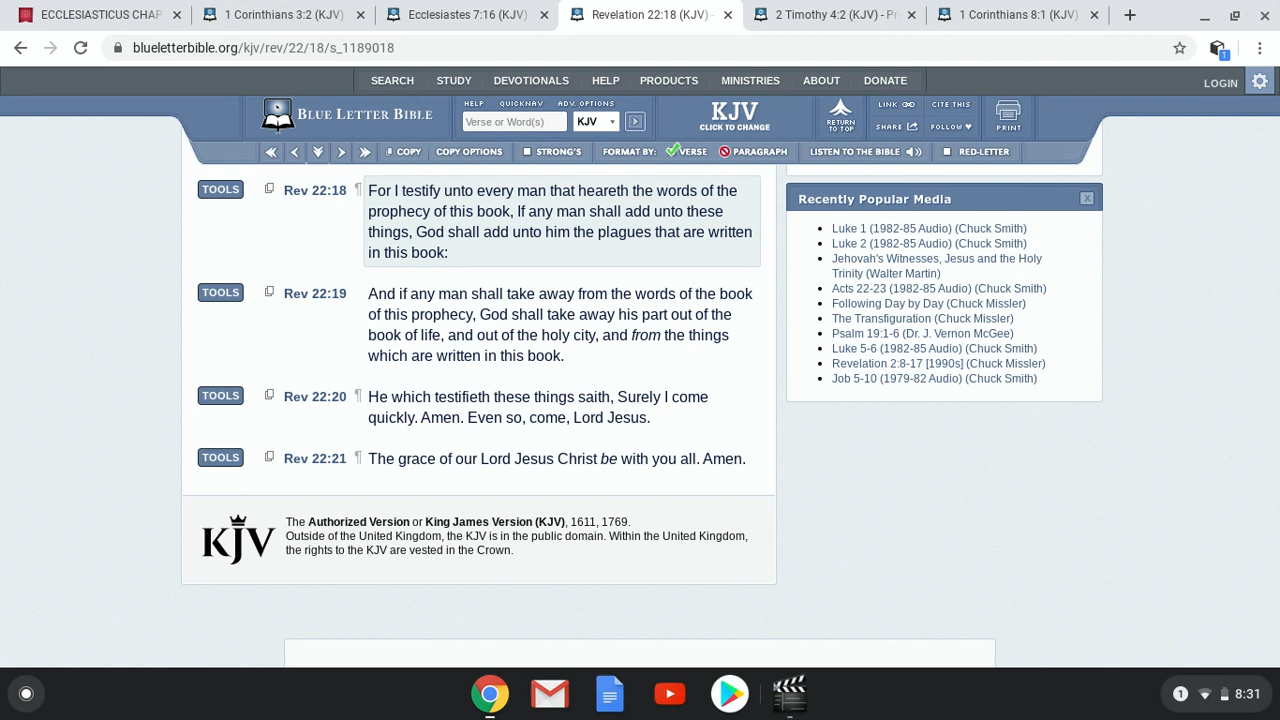 ECCLESIASTICUS CHAP
1 Corinthians 3:2 (KJV)
Ecclesiastes 7:16 (KJV)
Revelation 22:18 (KJV) -
2 Timothy 4:2 (KJV) - Pr
1 Corinthians 8:1 (KJV)
blueletterbible.org/kjv/rev/22/18/s_1189018
1
SEARCH STUDY DEVOTIONALS HELP PRODUCTS MINISTRIES ABOUT DONATE
LOGIN
BLUE LETTER BIBLE
HELP QUICKNAV ADV. OPTIONS
Verse or Word(s)
KJV
KJV
CLICK TO CHANGE
RETURN
TO TOP
LINK
CITE THIS
SHARE
FOLLOW
PRINT
COPY COPY OPTIONS STRONG'S FORMAT BY: VERSE PARAGRAPH LISTEN TO THE BIBLE RED-LETTER
TOOLS Rev 22:18 ¶ For I testify unto every man that heareth the words of the
prophecy of this book, If any man shall add unto these
things, God shall add unto him the plagues that are written
in this book:
TOOLS Rev 22:19 And if any man shall take away from the words of the book
of this prophecy, God shall take away his part out of the
book of life, and out of the holy city, and from the things
which are written in this book.
TOOLS Rev 22:20 ¶ He which testifieth these things saith, Surely I come
quickly. Amen. Even so, come, Lord Jesus.
TOOLS Rev 22:21 ¶ The grace of our Lord Jesus Christ be with you all. Amen.
KJV
The Authorized Version or King James Version (KJV), 1611, 1769.
Outside of the United Kingdom, the KJV is in the public domain. Within the United Kingdom,
the rights to the KJV are vested in the Crown.
Recently Popular Media
X
Luke 1 (1982-85 Audio) (Chuck Smith)
Luke 2 (1982-85 Audio) (Chuck Smith)
Jehovah's Witnesses, Jesus and the Holy
Trinity (Walter Martin)
Acts 22-23 (1982-85 Audio) (Chuck Smith)
Following Day by Day (Chuck Missler)
The Transfiguration (Chuck Missler)
Psalm 19:1-6 (Dr. J. Vernon McGee)
Luke 5-6 (1982-85 Audio) (Chuck Smith)
Revelation 2:8-17 [1990s] (Chuck Missler)
Job 5-10 (1979-82 Audio) (Chuck Smith)
1
8:31